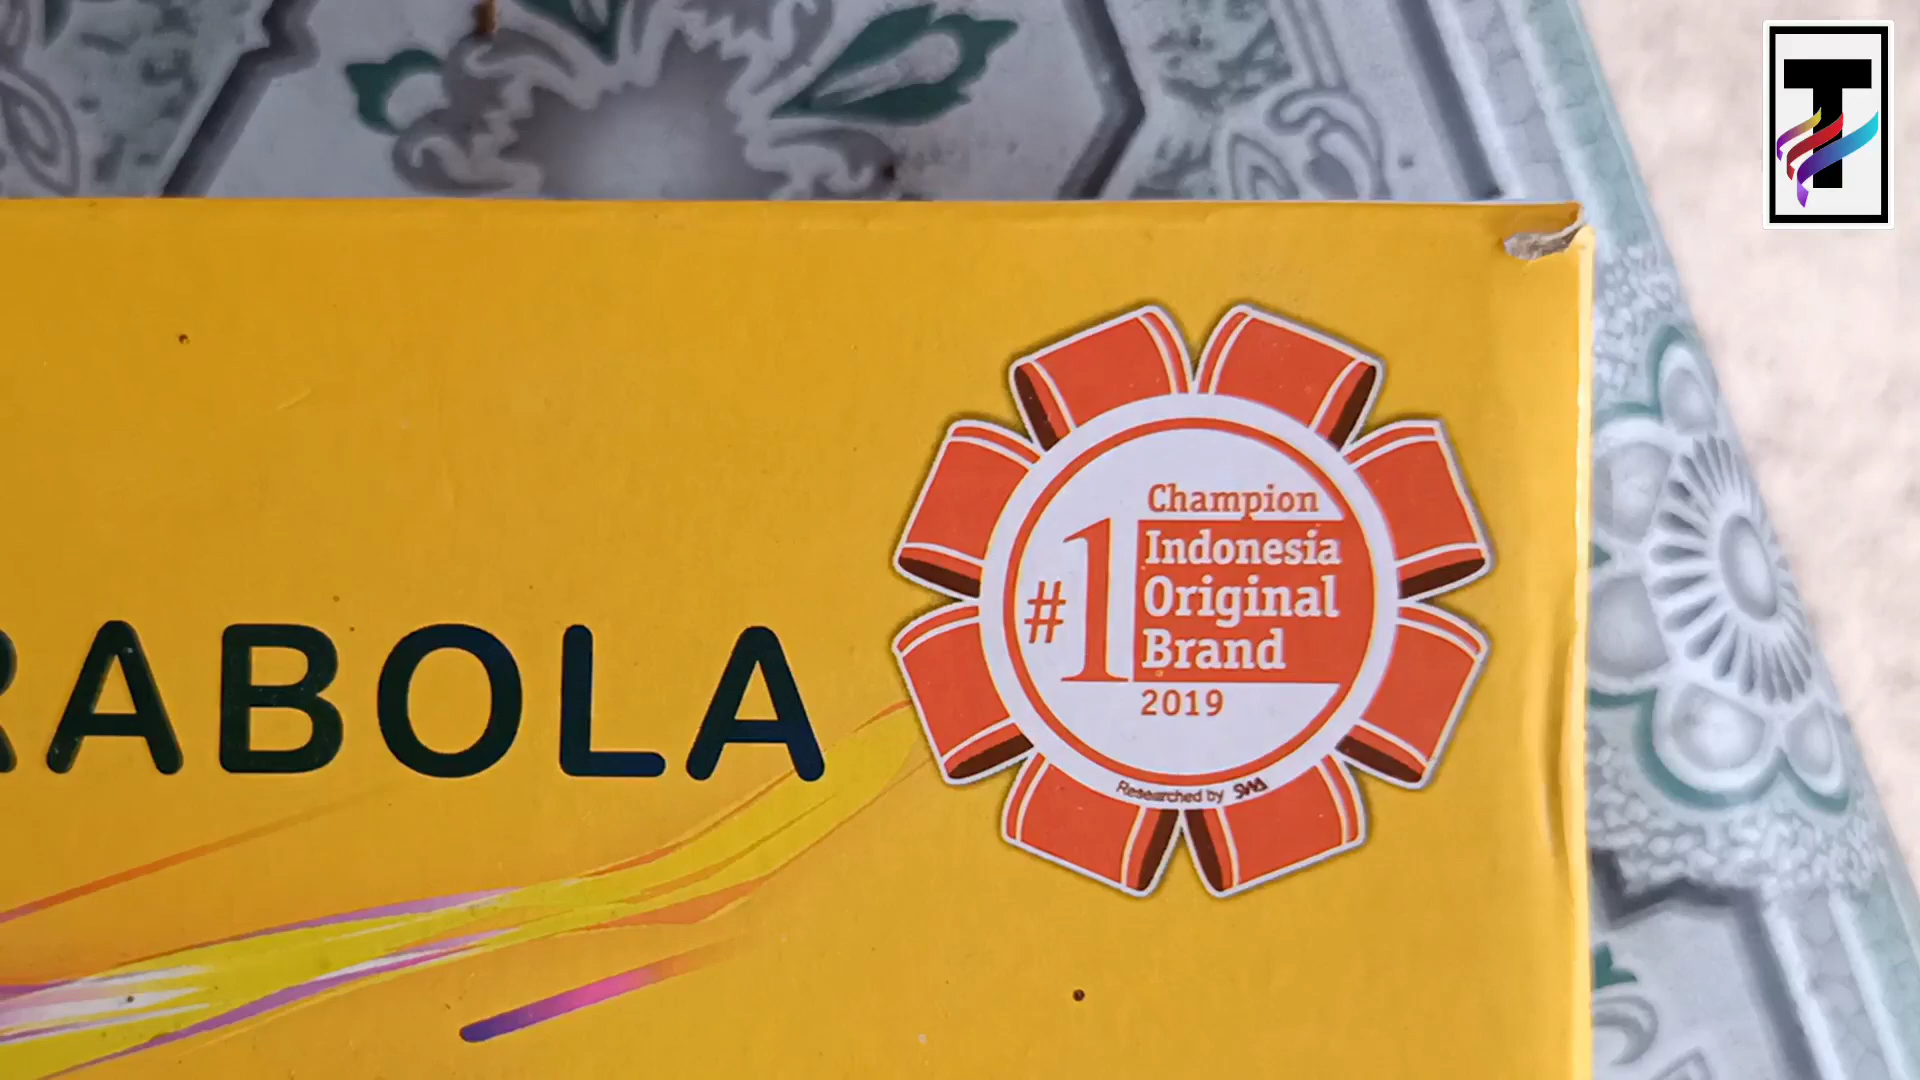 T
RABOLA
Champion
#1
Indonesia
Original
Brand
2019
Researched by SWA